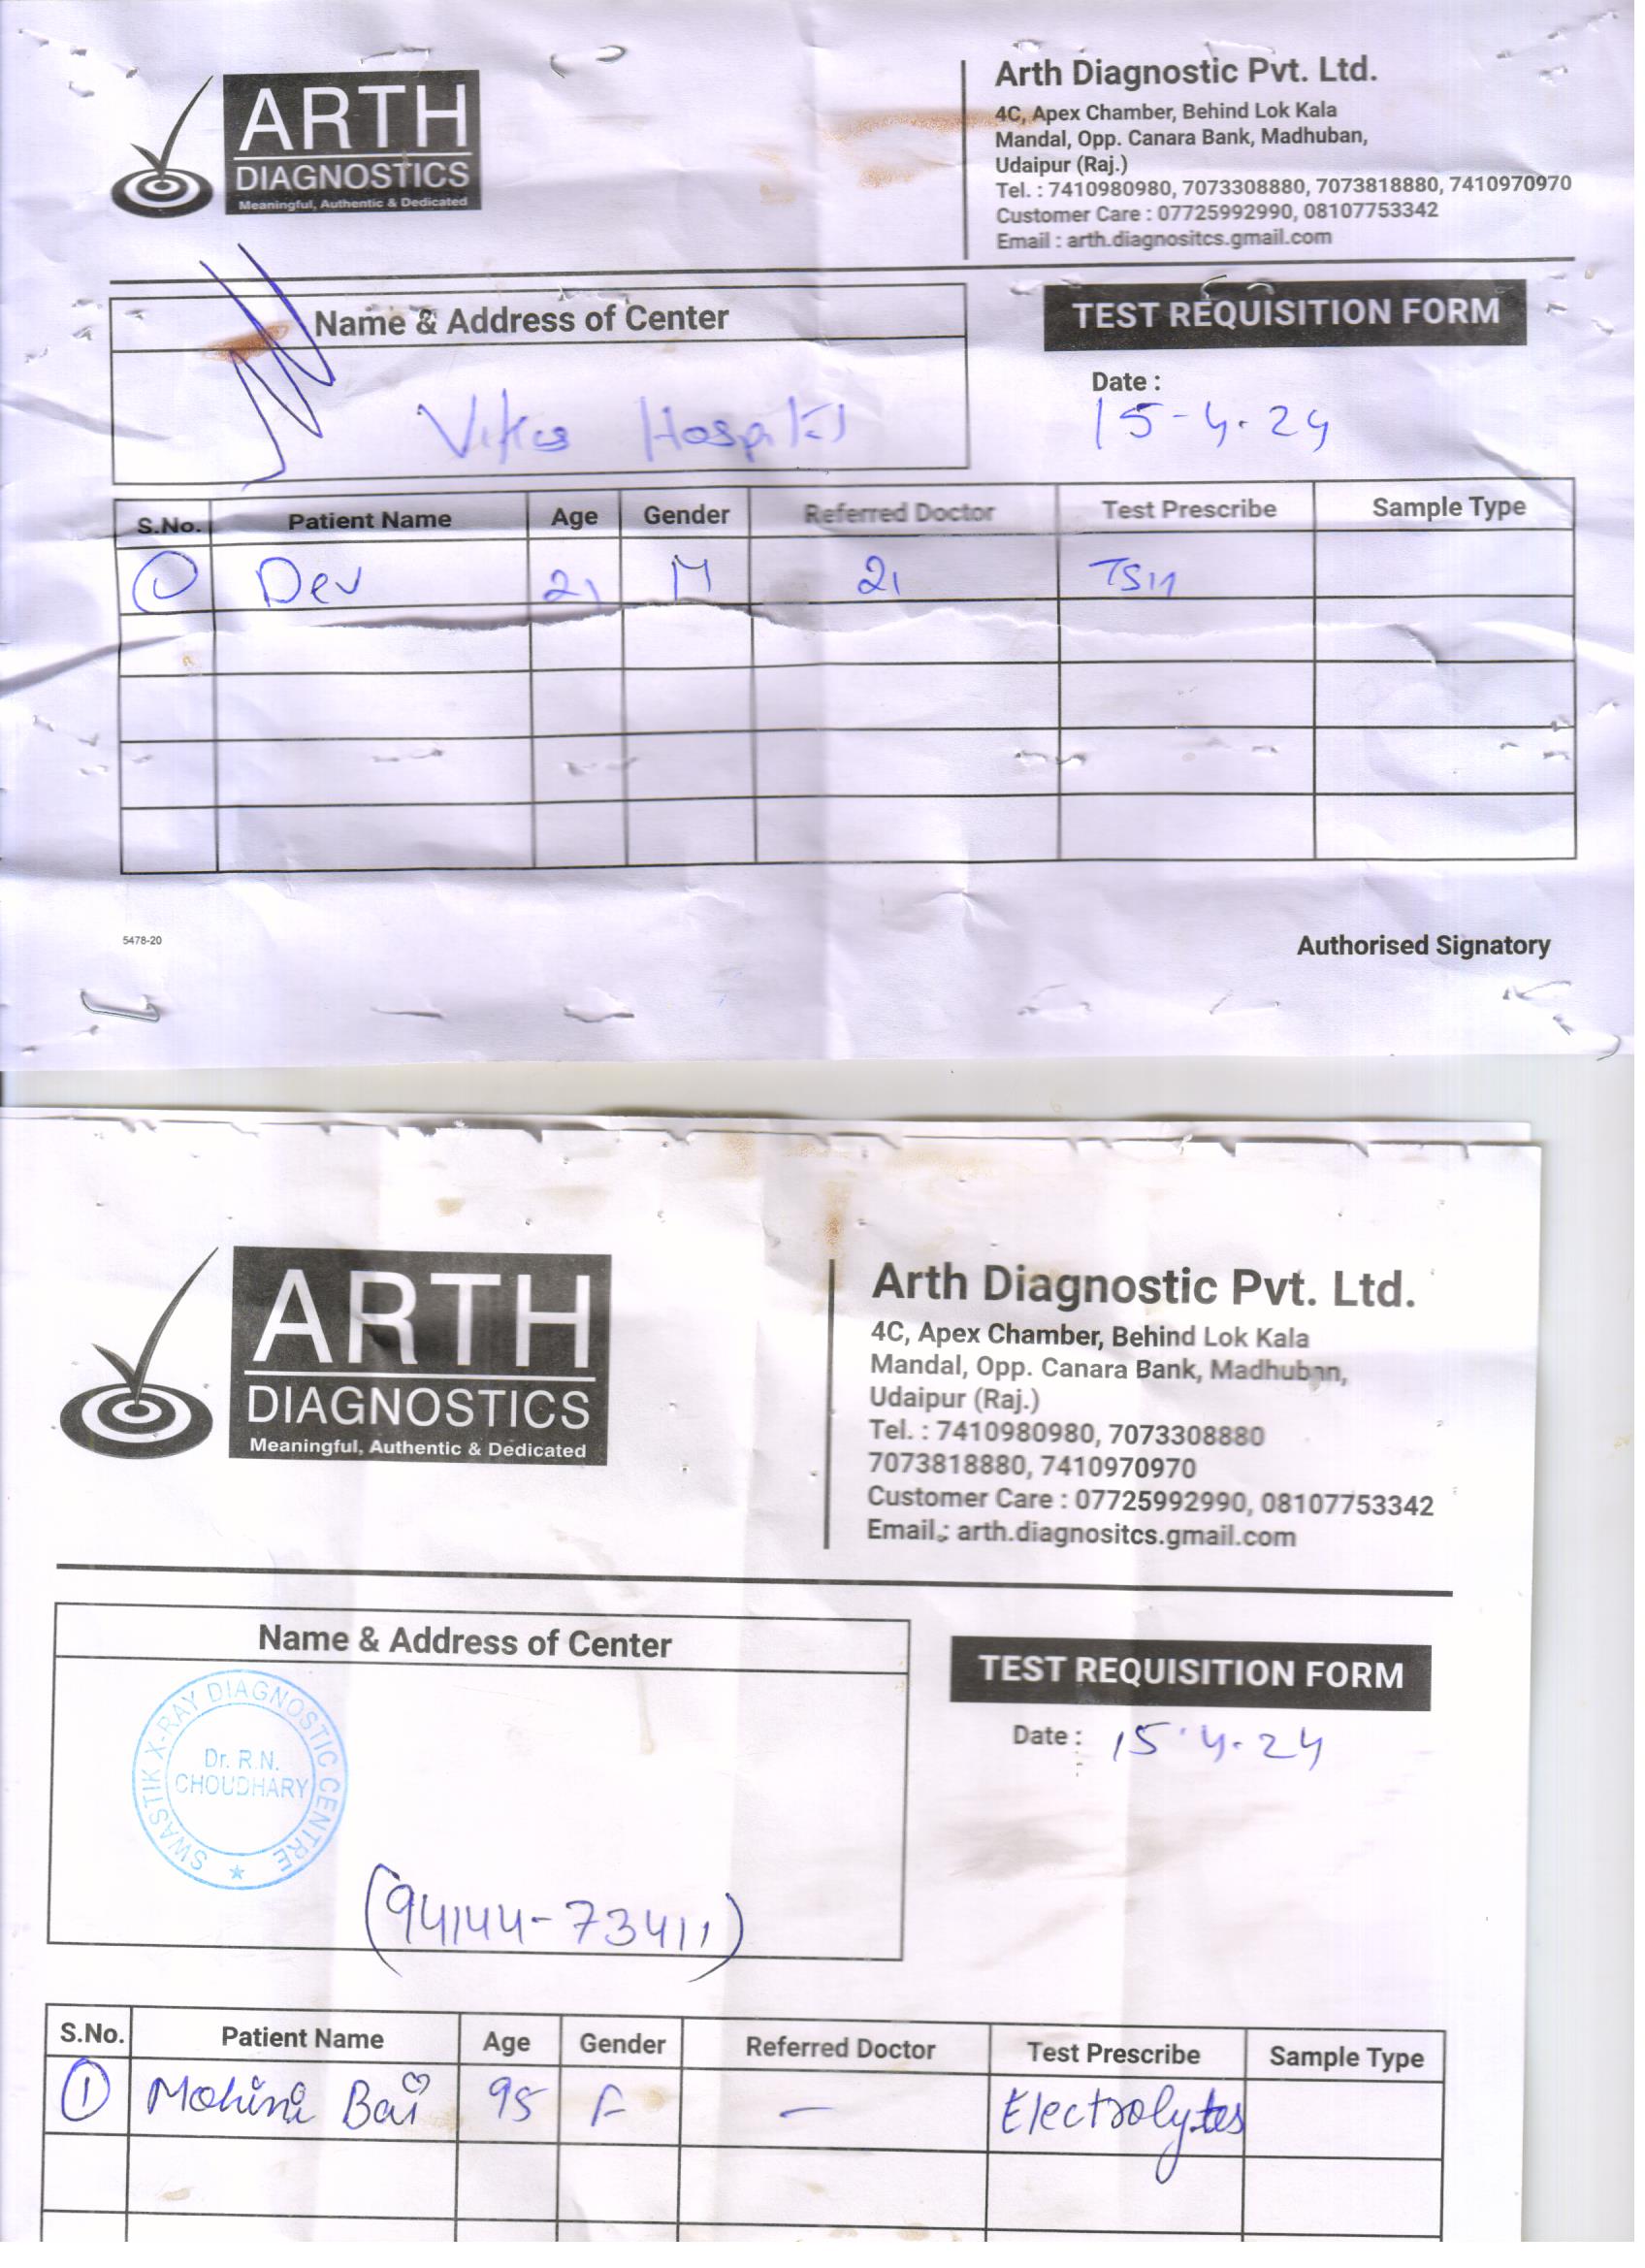 ARTH
DIAGNOSTICS
Meaningful, Authentic & Dedicated
Arth Diagnostic Pvt. Ltd.
4C, Apex Chamber, Behind Lok Kala
Mandal, Opp. Canara Bank, Madhuban,
Udaipur (Raj.)
Tel. : 7410980980, 7073308880, 7073818880, 7410970970
Customer Care : 07725992990, 08107753342
Email : arth.diagnositcs.gmail.com
Name & Address of Center
Hospital
TEST REQUISITION FORM
Date :
15-4.24
S.No. Patient Name Age Gender Referred Doctor Test Prescribe Sample Type
1 Dev 21 M 21
5478-20
Authorised Signatory
ARTH
DIAGNOSTICS
Meaningful, Authentic & Dedicated
Arth Diagnostic Pvt. Ltd.
4C, Apex Chamber, Behind Lok Kala
Mandal, Opp. Canara Bank, Madhuban,
Udaipur (Raj.)
Tel. : 7410980980, 7073308880
7073818880, 7410970970
Customer Care : 07725992990, 08107753342
Email : arth.diagnositcs.gmail.com
Name & Address of Center
SWASTIK X-RAY DIAGNOSTIC CENTRE
Dr. R.N.
CHOUDHARY
(94144-73411)
TEST REQUISITION FORM
Date : 15.4.24
S.No. Patient Name Age Gender Referred Doctor Test Prescribe Sample Type
1 Mohini Bai 95 F — Electrolytes